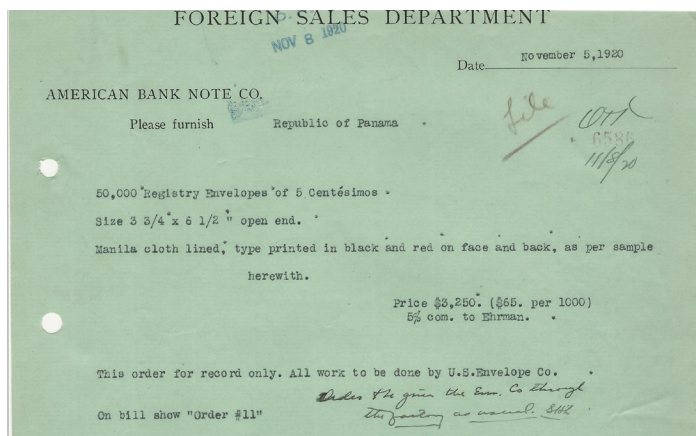 FOREIGN SALES DEPARTMENT
NOV 8 1920
Date November 5,1920
AMERICAN BANK NOTE CO.
Please furnish Republic of Panama
File
6586
11/8/20
50,000 "Registry Envelopes" of 5 Centésimos
Size 3 3/4" x 6 1/2 " open end.
Manila cloth lined, type printed in black and red on face and back, as per sample
herewith.
Price $3,250. ($65. per 1000)
5% com. to Ehrman.
This order for record only. All work to be done by U.S.Envelope Co.
Order to be given the Env. Co through
On bill show "Order #11"
the factory as usual.